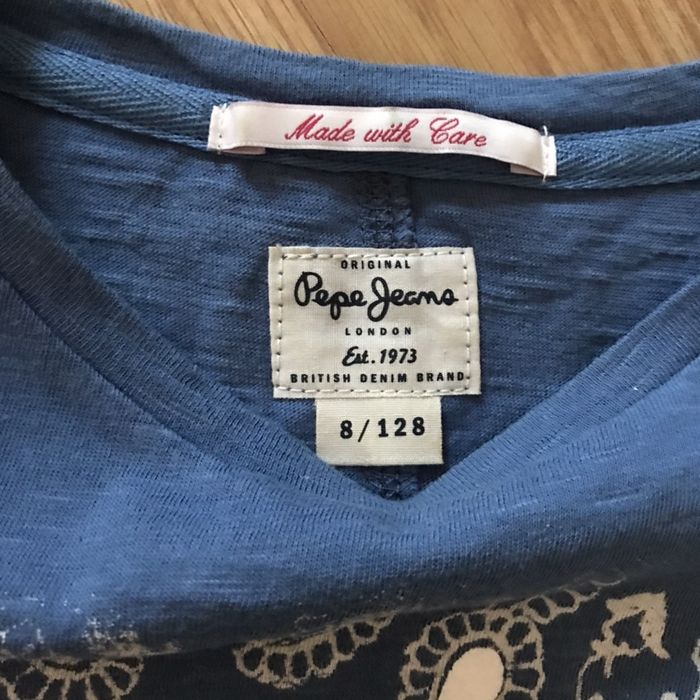 Made with Care
ORIGINAL
Pepe Jeans
LONDON
Est. 1973
BRITISH DENIM BRAND
8 / 128